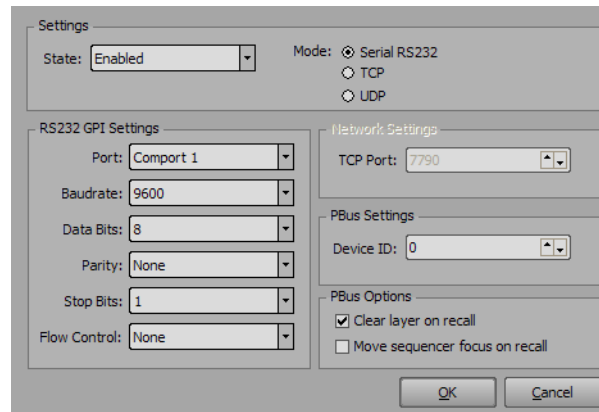 Settings
State: Enabled
Mode: Serial RS232
TCP
UDP
RS232 GPI Settings
Port: Comport 1
Baudrate: 9600
Data Bits: 8
Parity: None
Stop Bits: 1
Flow Control: None
Network Settings
TCP Port: 7790
PBus Settings
Device ID: 0
PBus Options
Clear layer on recall
Move sequencer focus on recall
OK Cancel